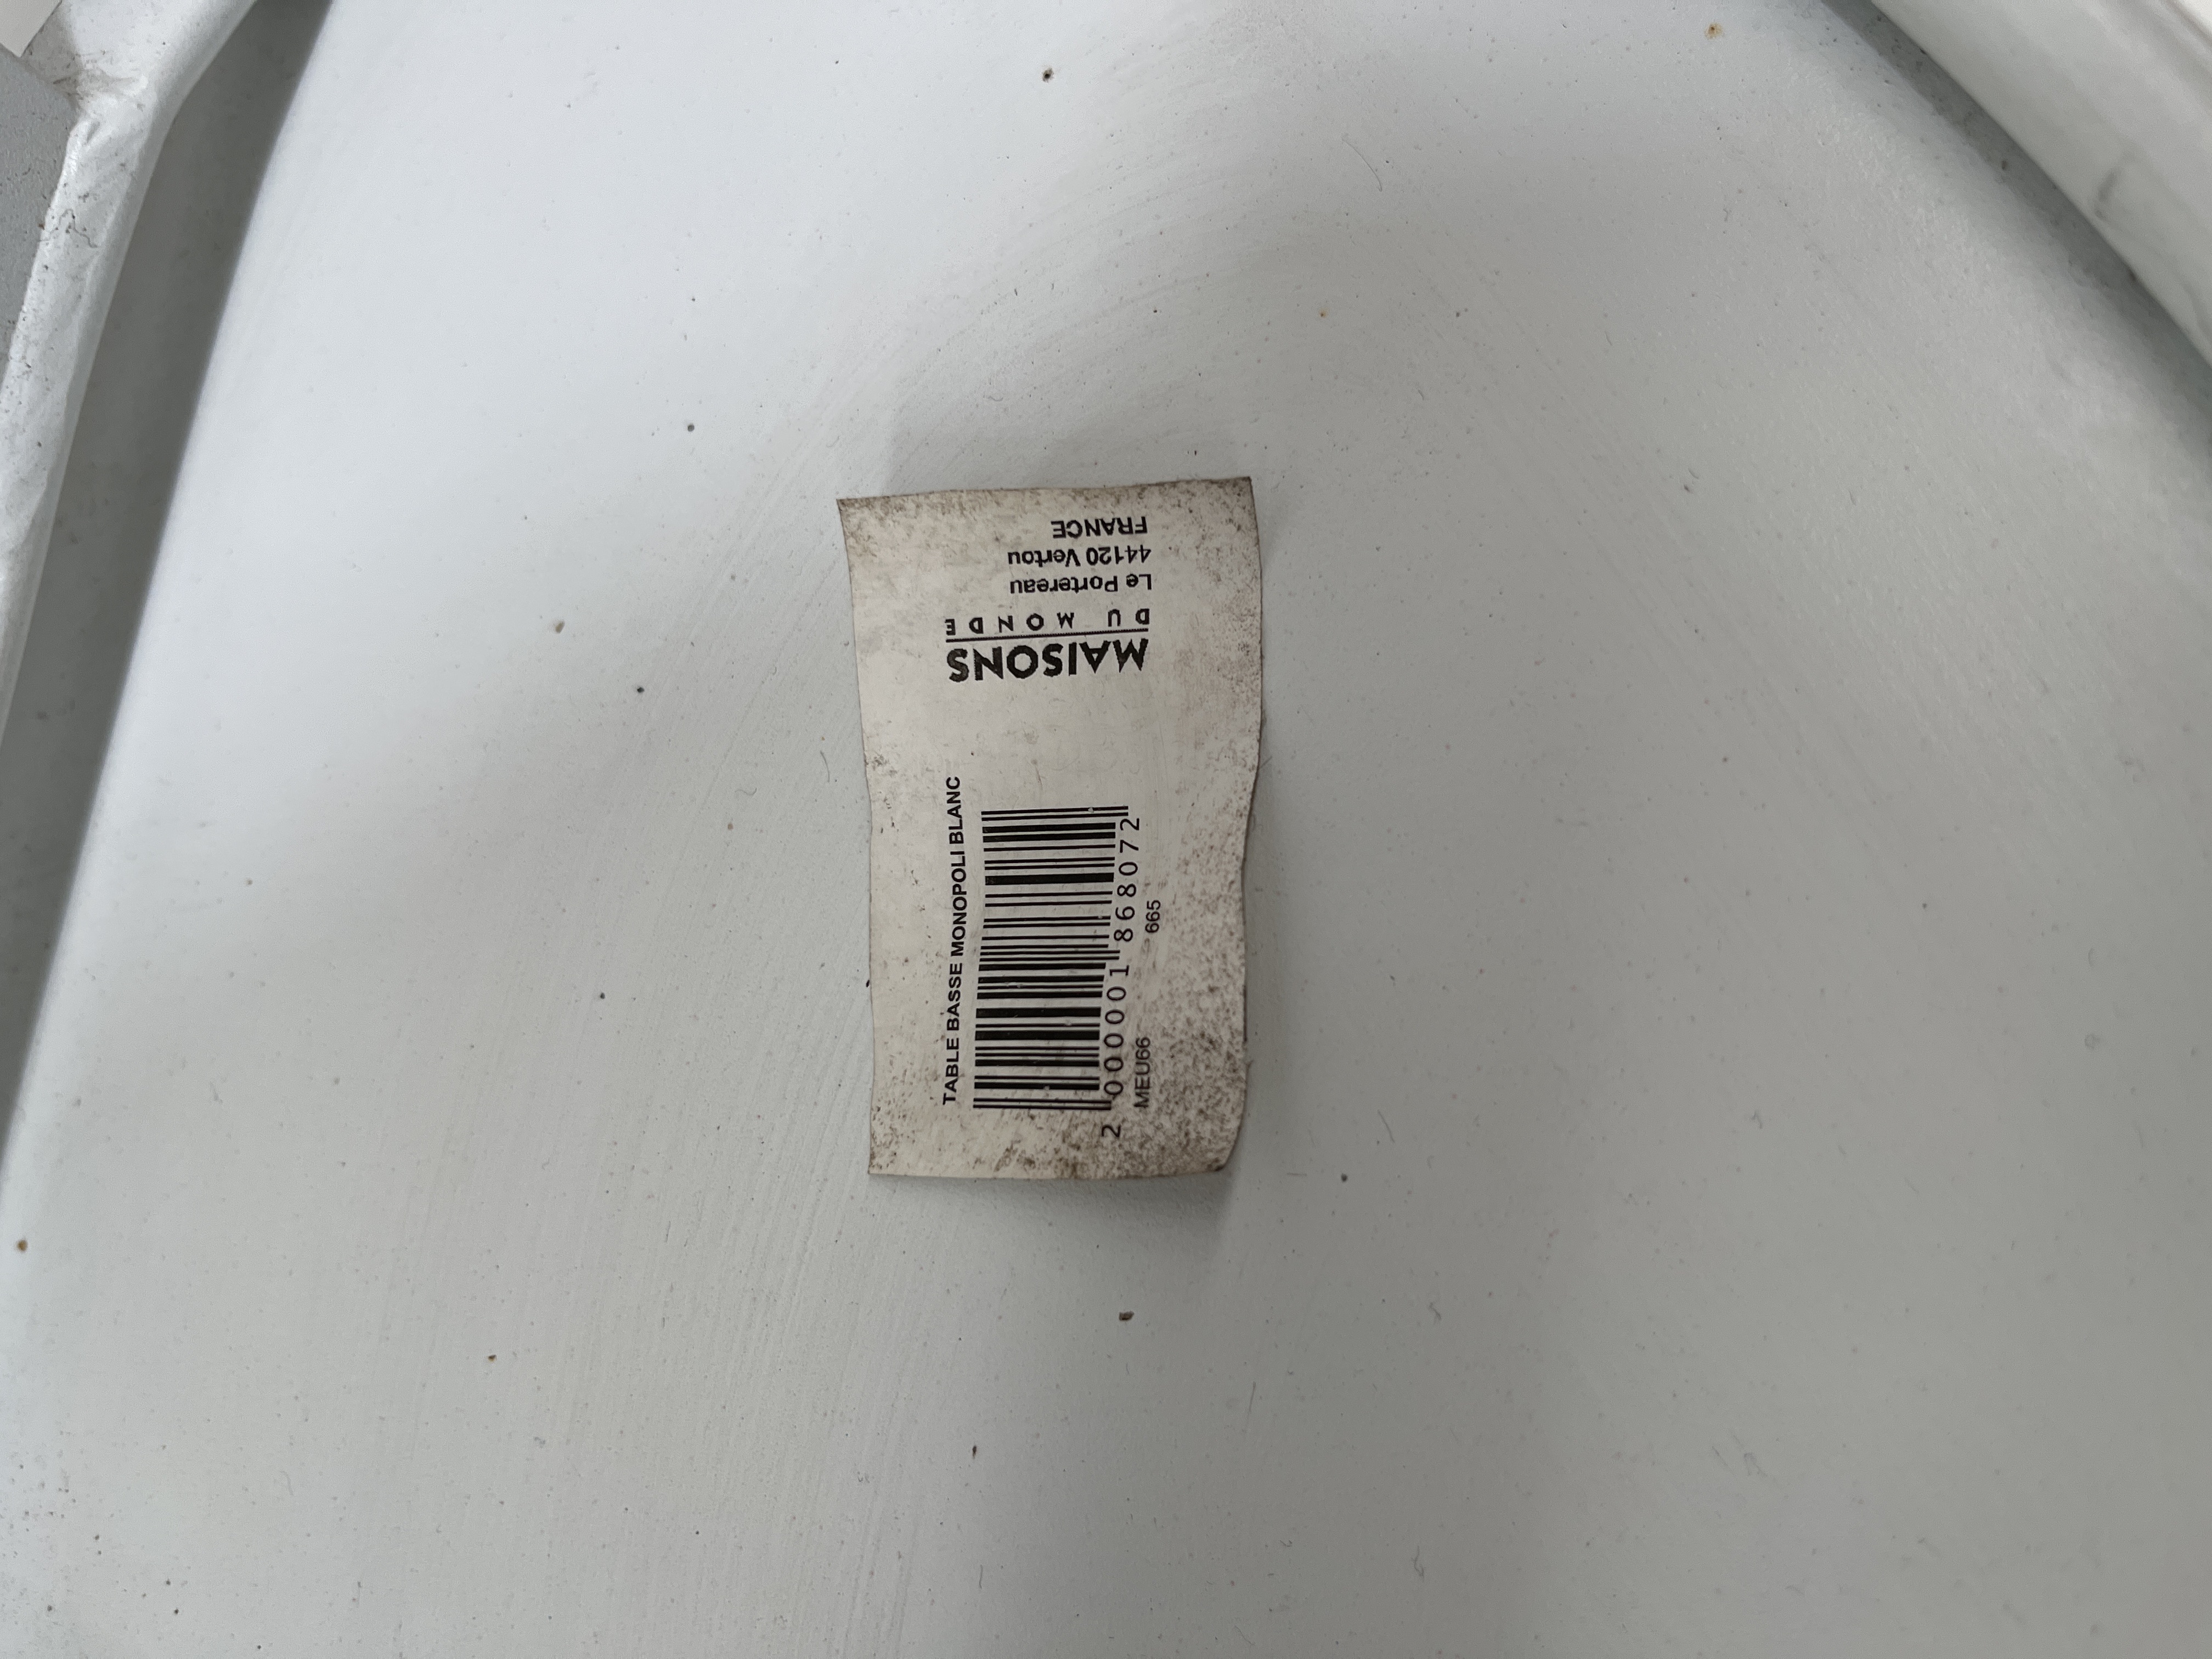 MAISONS
DU MONDE
Le Portereau
44120 Vertou
FRANCE
TABLE BASSE MONOPOLI BLANC
2 000001 868072
MEU66 665